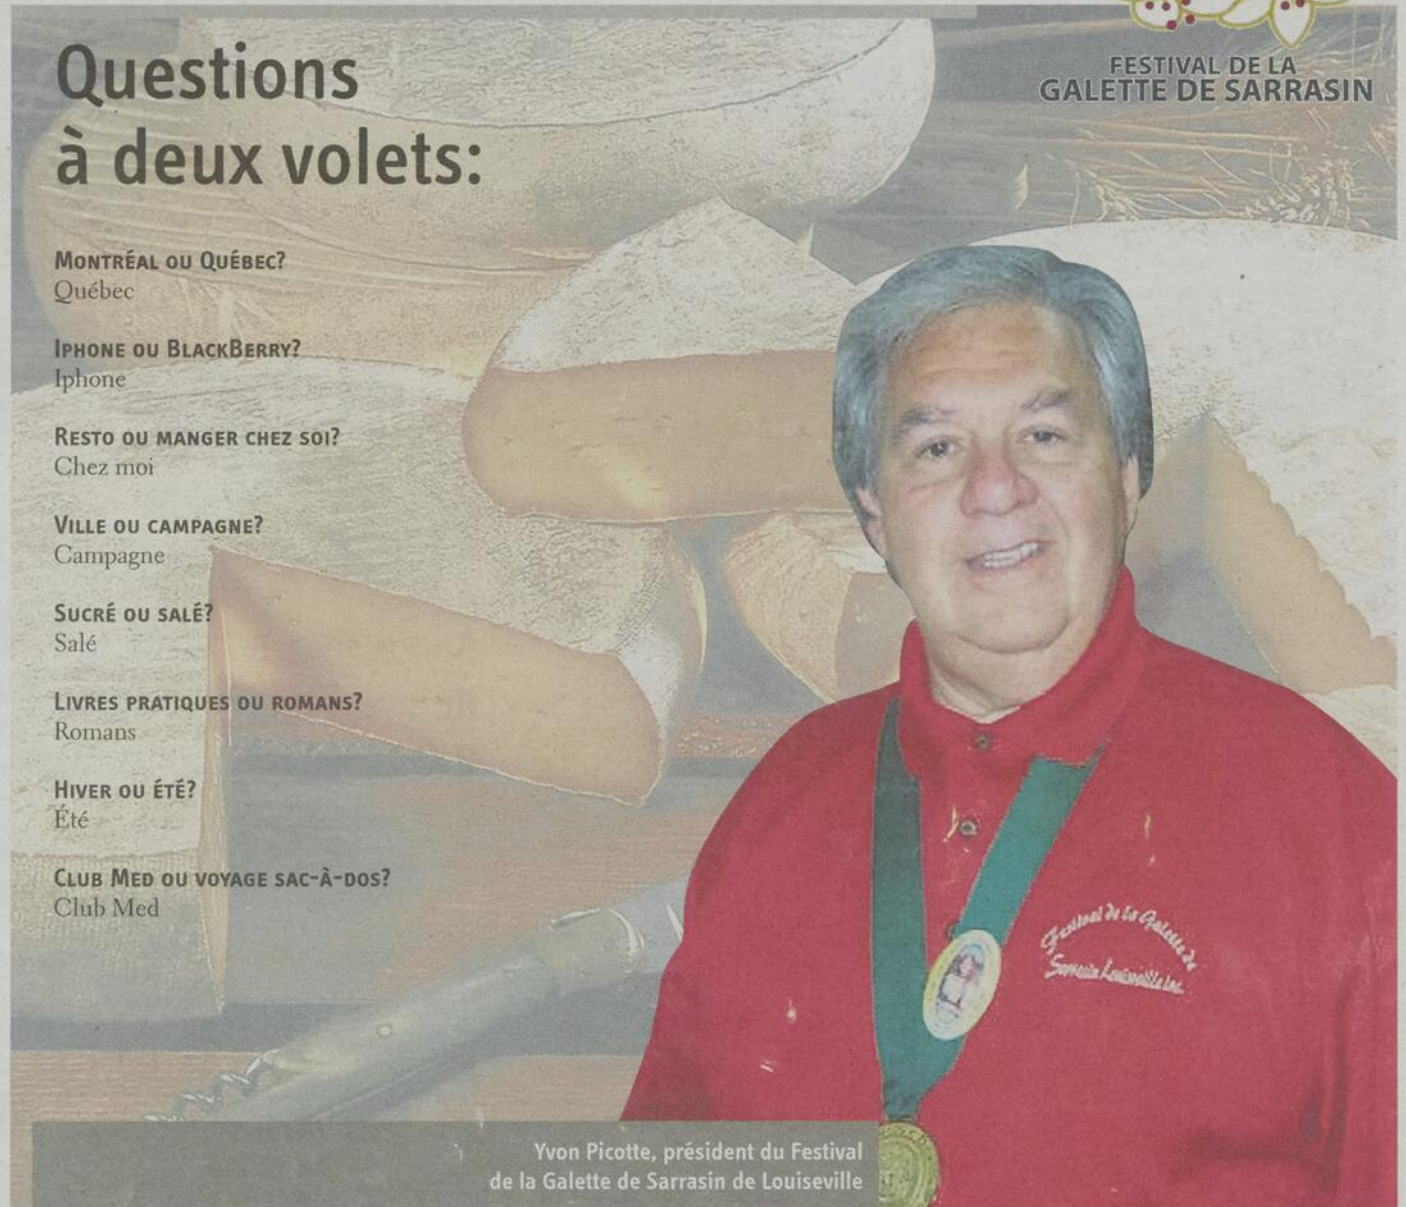 Questions
à deux volets:
FESTIVAL DE LA
GALETTE DE SARRASIN
MONTRÉAL OU QUÉBEC?
Québec
IPHONE OU BLACKBERRY?
Iphone
RESTO OU MANGER CHEZ SOI?
Chez moi
VILLE OU CAMPAGNE?
Campagne
SUCRÉ OU SALÉ?
Salé
LIVRES PRATIQUES OU ROMANS?
Romans
HIVER OU ÉTÉ?
Été
CLUB MED OU VOYAGE SAC-À-DOS?
Club Med
Festival de la Galette de
Sarrasin Louiseville inc.
Yvon Picotte, président du Festival
de la Galette de Sarrasin de Louiseville